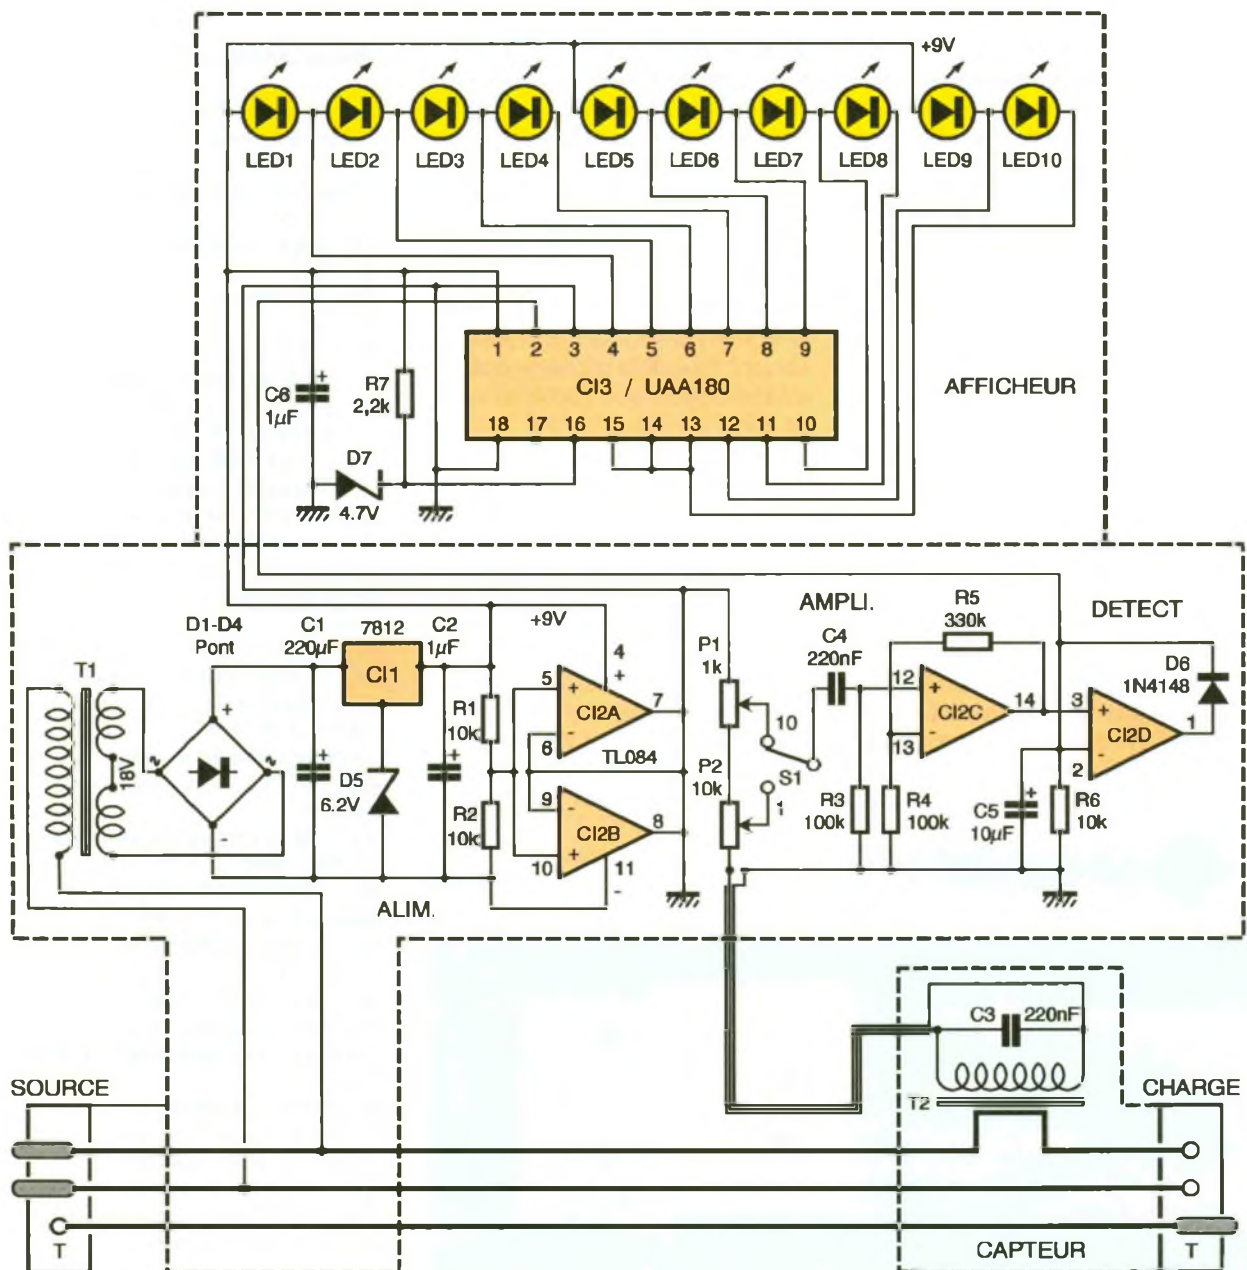 +9V
LED1 LED2 LED3 LED4 LED5 LED6 LED7 LED8 LED9 LED10
1 2 3 4 5 6 7 8 9
CI3 / UAA180
18 17 16 15 14 13 12 11 10
AFFICHEUR
C6
1µF
+
R7
2,2k
D7
4.7V
D1-D4
Pont
C1
220µF
+
7812
CI1
C2
1µF
+
+9V
T1
18V
+
-
~
~
D5
6.2V
R1
10k
R2
10k
4
+
5
+
6
-
CI2A
7
TL084
9
-
10
+
CI2B
8
11
-
ALIM.
P1
1k
P2
10k
10
S1
1
AMPLI.
C4
220nF
R3
100k
R4
100k
12
+
13
-
CI2C
14
R5
330k
DETECT
3
+
2
-
CI2D
1
D6
1N4148
C5
10µF
+
R6
10k
C3
220nF
T2
SOURCE
CHARGE
T
CAPTEUR
T